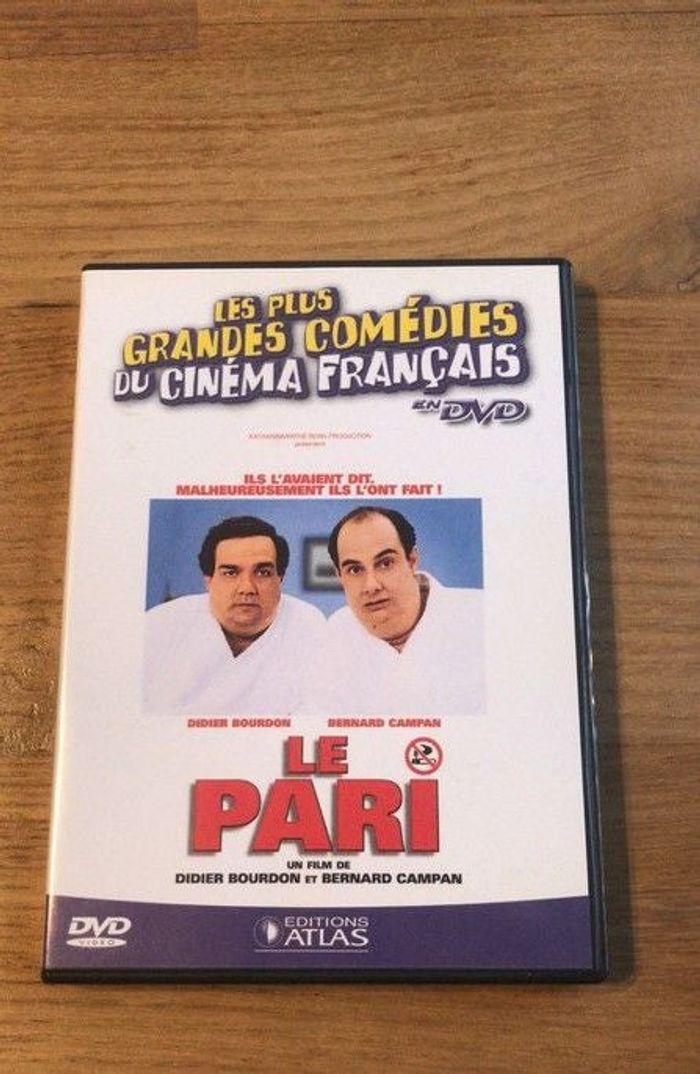 LES PLUS
GRANDES COMÉDIES
DU CINÉMA FRANÇAIS
EN DVD
présentent
ILS L'AVAIENT DIT.
MALHEUREUSEMENT ILS L'ONT FAIT !
DIDIER BOURDON BERNARD CAMPAN
LE
PARI
UN FILM DE
DIDIER BOURDON ET BERNARD CAMPAN
DVD
VIDEO
EDITIONS
ATLAS